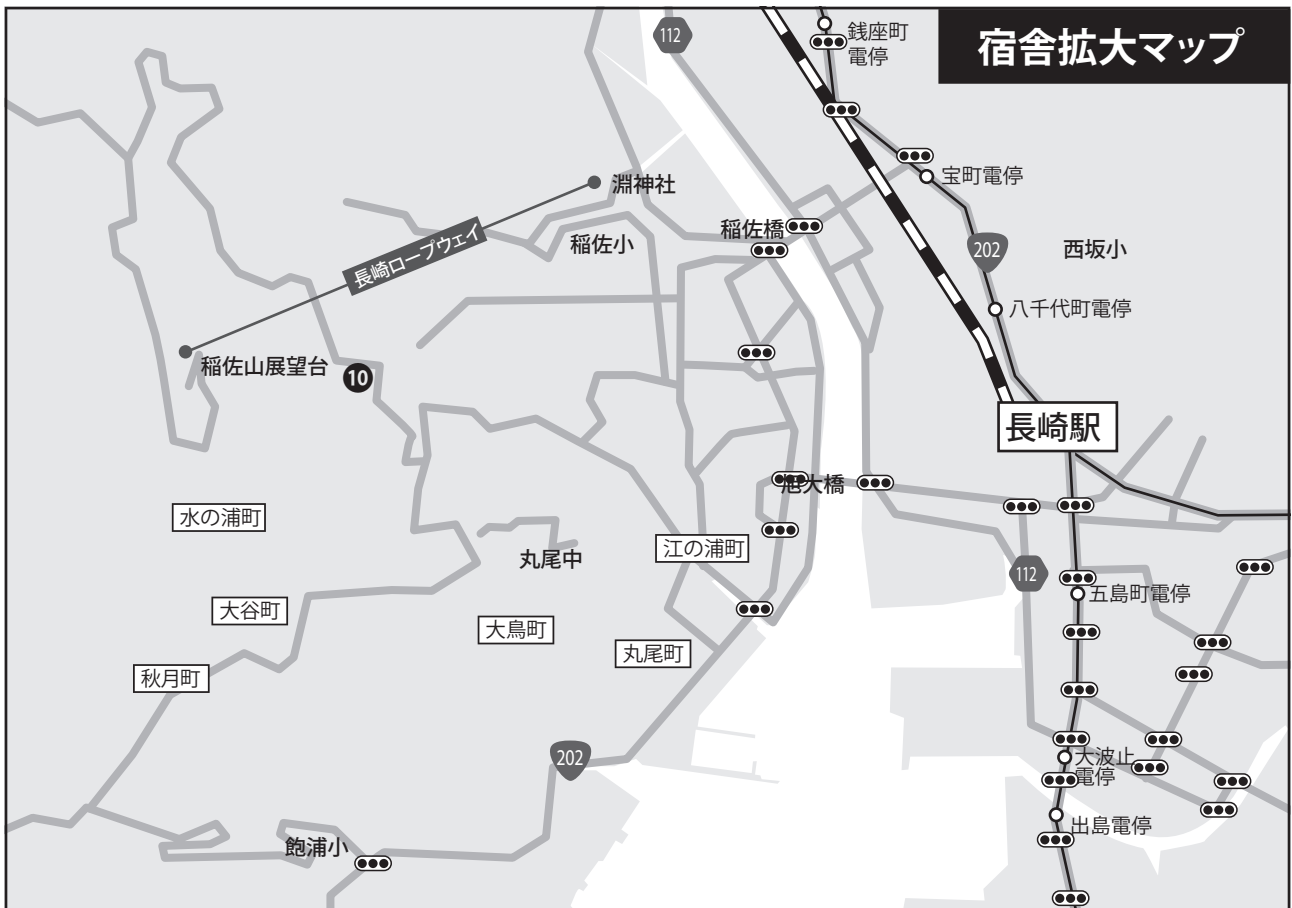 宿舎拡大マップ
112
銭座町
電停
宝町電停
淵神社
稲佐橋
稲佐小
長崎ロープウェイ
202
西坂小
八千代町電停
稲佐山展望台
10
長崎駅
旭大橋
水の浦町
丸尾中
江の浦町
112
五島町電停
大谷町
大鳥町
丸尾町
秋月町
202
大波止
電停
出島電停
飽浦小